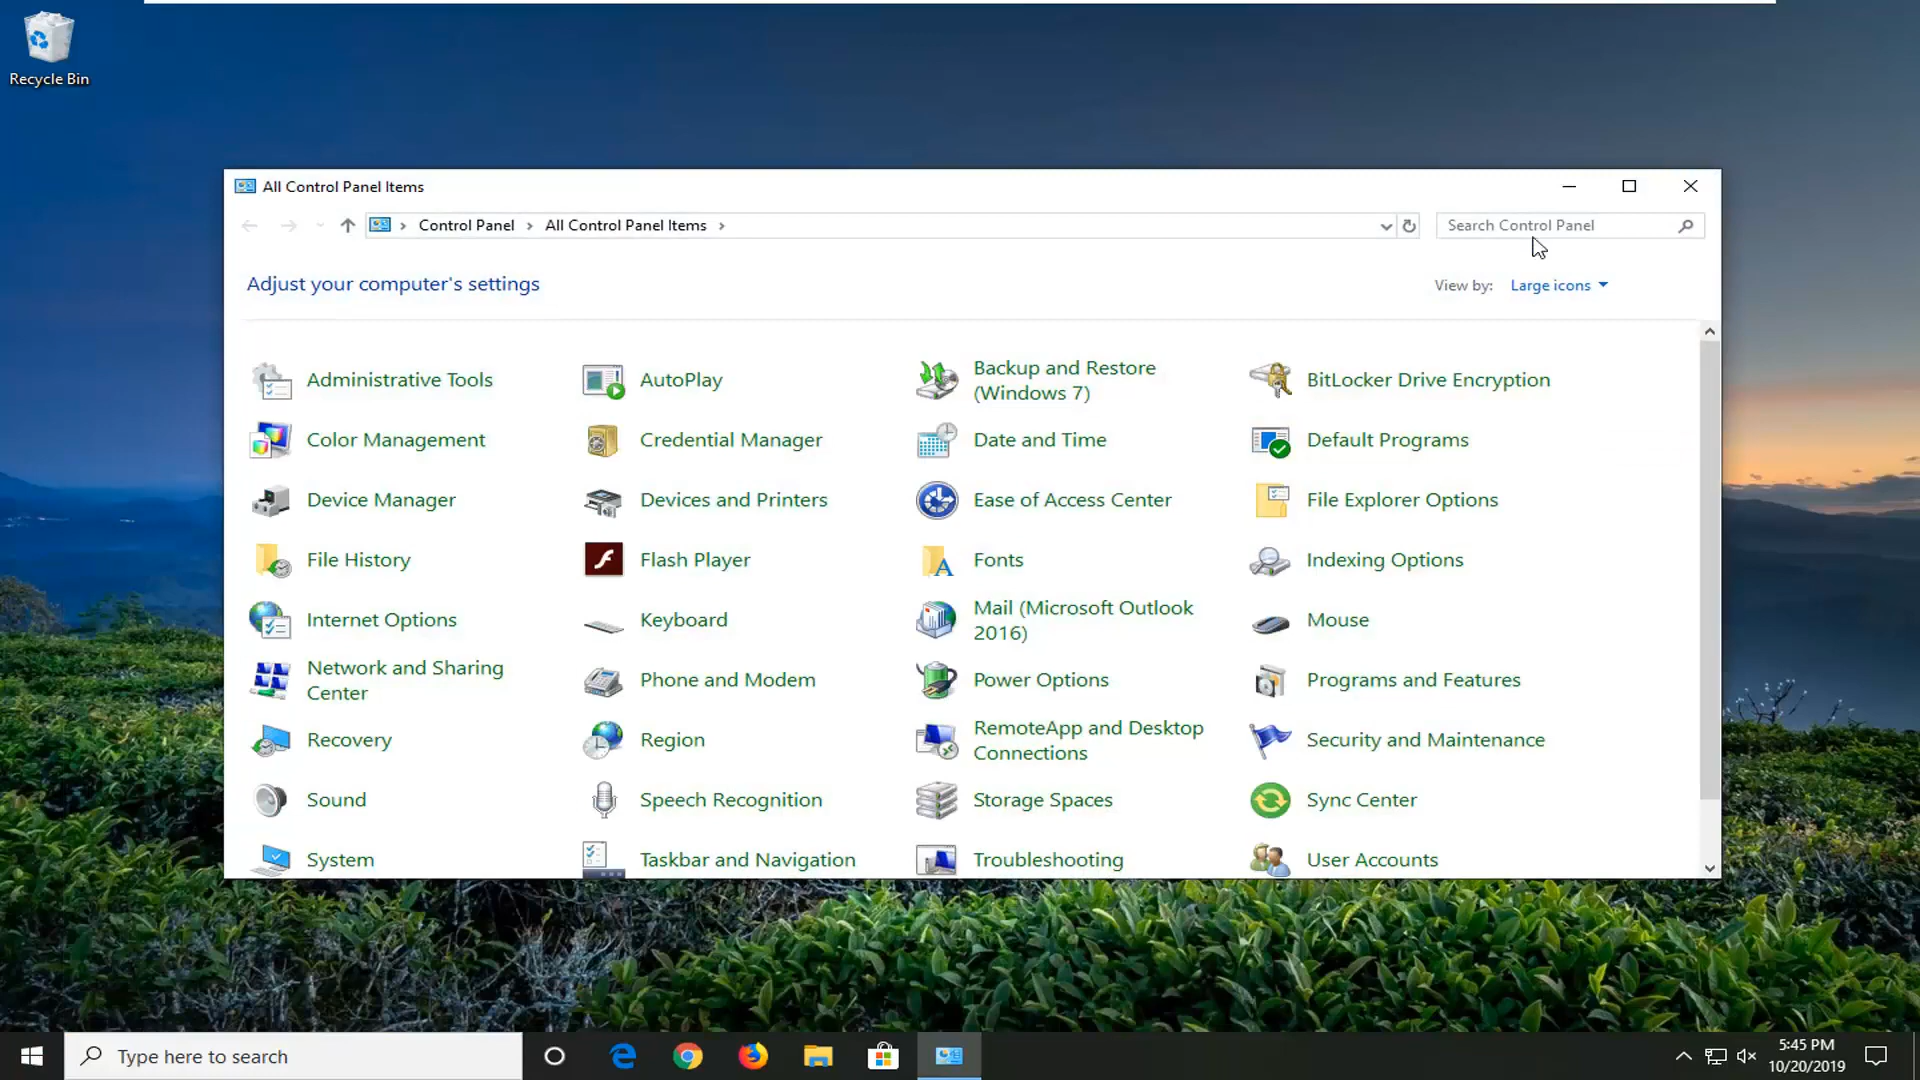 Recycle Bin
All Control Panel Items
Control Panel
All Control Panel Items
Search Control Panel
Adjust your computer's settings
View by:
Large icons
Administrative Tools
AutoPlay
Backup and Restore
(Windows 7)
BitLocker Drive Encryption
Color Management
Credential Manager
Date and Time
Default Programs
Device Manager
Devices and Printers
Ease of Access Center
File Explorer Options
File History
Flash Player
Fonts
Indexing Options
Internet Options
Keyboard
Mail (Microsoft Outlook
2016)
Mouse
Network and Sharing
Center
Phone and Modem
Power Options
Programs and Features
Recovery
Region
RemoteApp and Desktop
Connections
Security and Maintenance
Sound
Speech Recognition
Storage Spaces
Sync Center
System
Taskbar and Navigation
Troubleshooting
User Accounts
Type here to search
5:45 PM
10/20/2019